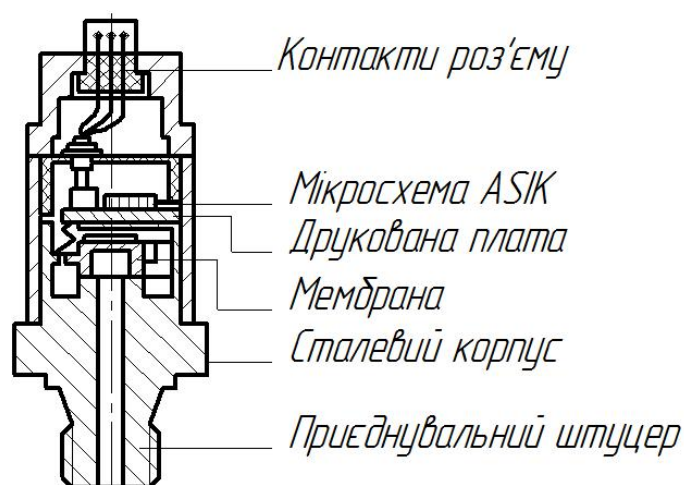 Контакти роз'єму
Мікросхема ASIK
Друкована плата
Мембрана
Сталевий корпус
Приєднувальний штуцер